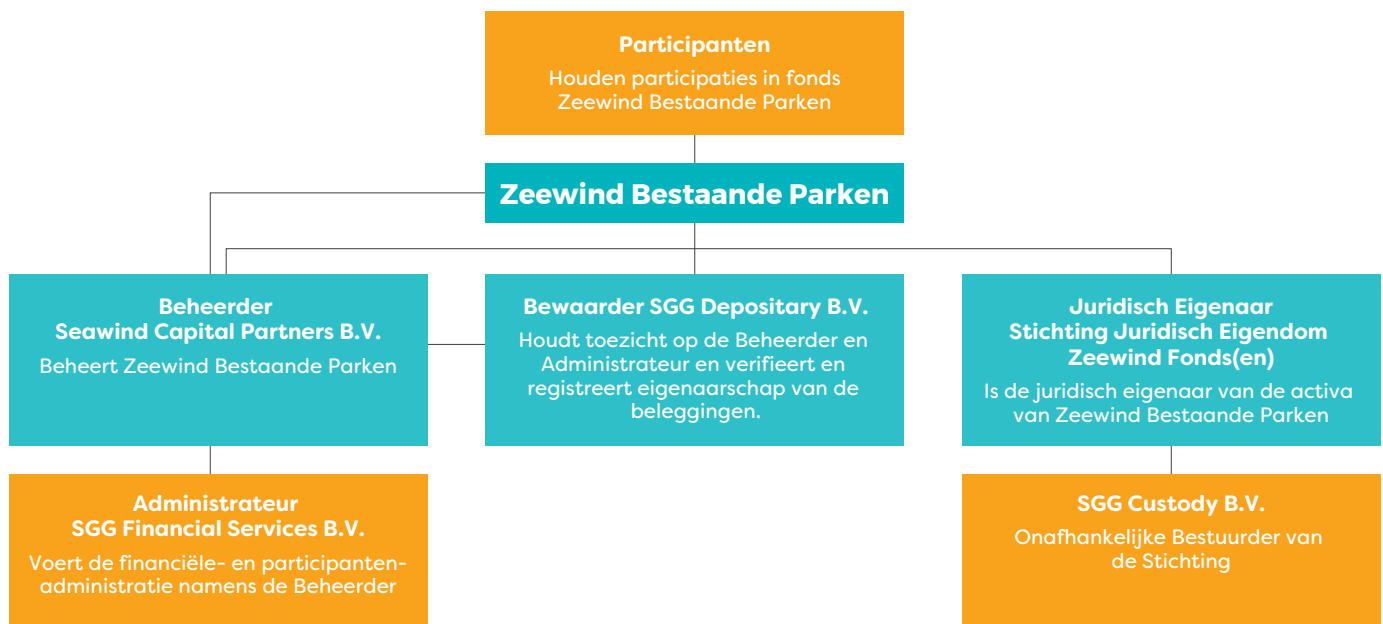 Participanten
Houden participaties in fonds
Zeewind Bestaande Parken
Zeewind Bestaande Parken
Beheerder
Seawind Capital Partners B.V.
Beheert Zeewind Bestaande Parken
Bewaarder SGG Depositary B.V.
Houdt toezicht op de Beheerder en
Administrateur en verifieert en
registreert eigenaarschap van de
beleggingen.
Juridisch Eigenaar
Stichting Juridisch Eigendom
Zeewind Fonds(en)
Is de juridisch eigenaar van de activa
van Zeewind Bestaande Parken
Administrateur
SGG Financial Services B.V.
Voert de financiële- en participanten-
administratie namens de Beheerder
SGG Custody B.V.
Onafhankelijke Bestuurder van
de Stichting